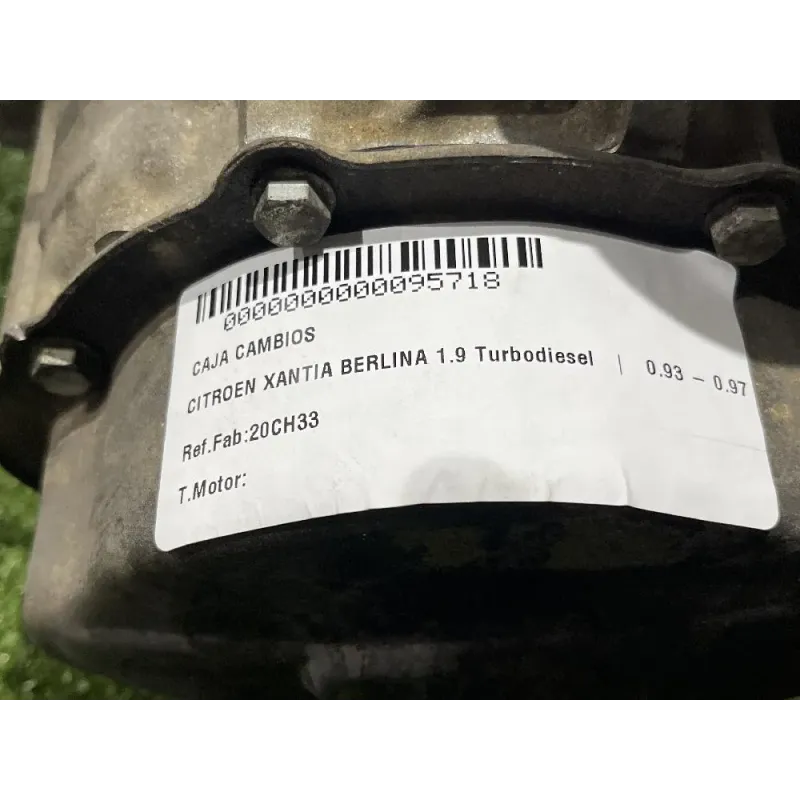 0000000000095718
CAJA CAMBIOS
CITROEN XANTIA BERLINA 1.9 Turbodiesel | 0.93 - 0.97
Ref.Fab:20CH33
T.Motor: